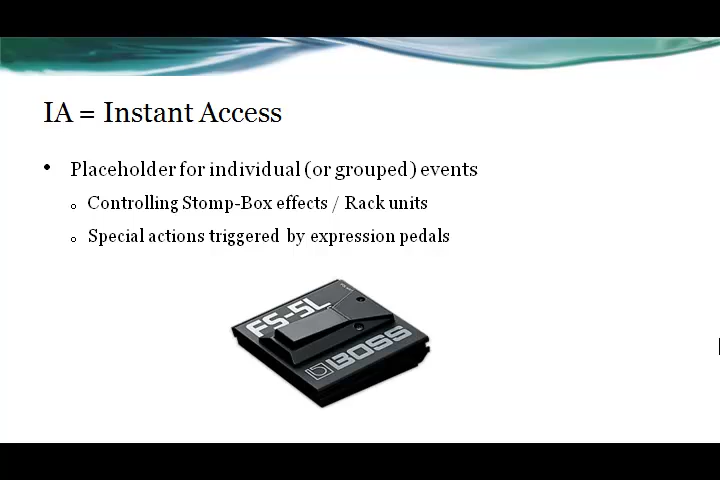 IA = Instant Access
• Placeholder for individual (or grouped) events
o Controlling Stomp-Box effects / Rack units
o Special actions triggered by expression pedals
FS-5L
BOSS